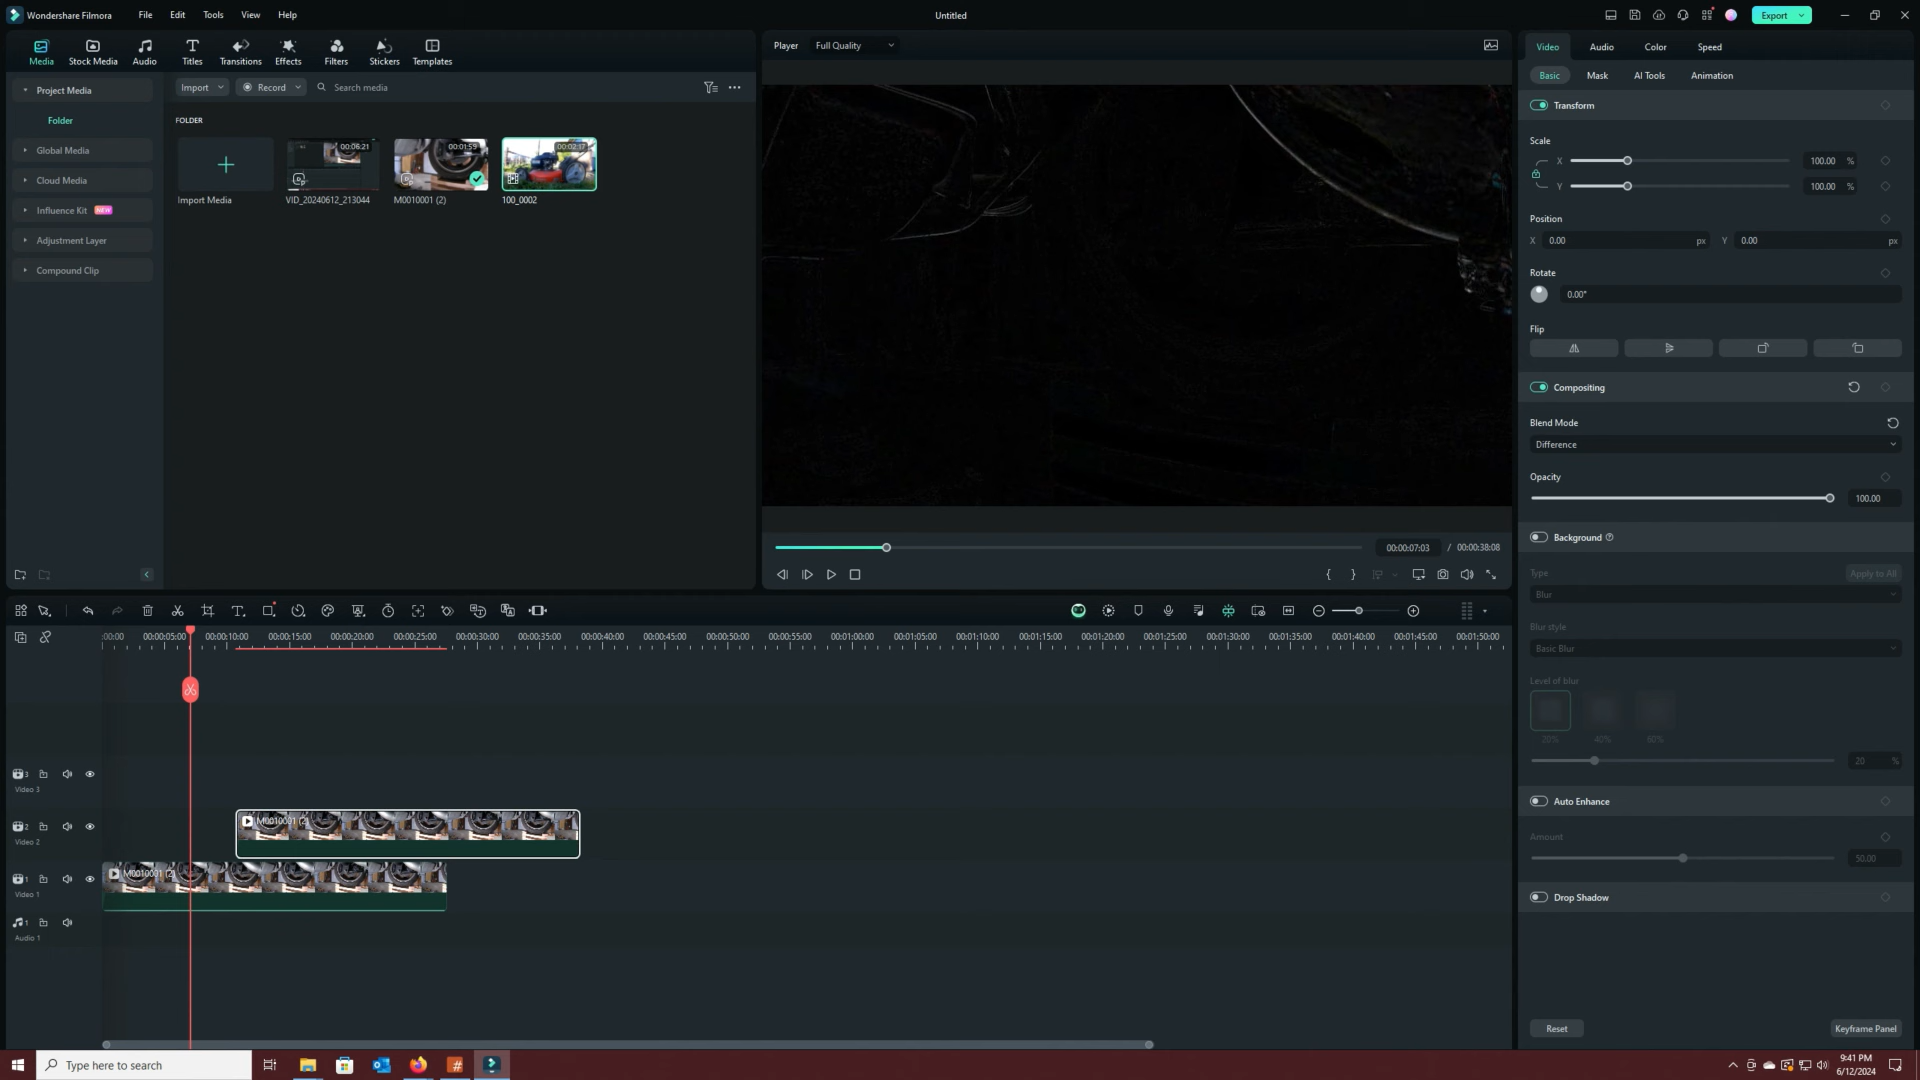 Wondershare Filmora File Edit Tools View Help Untitled Export
Media Stock Media Audio Titles Transitions Effects Filters Stickers Templates
Player Full Quality
Video Audio Color Speed
Basic Mask AI Tools Animation
Project Media
Folder
Global Media
Cloud Media
Influence Kit NEW
Adjustment Layer
Compound Clip
Import Record Search media
FOLDER
Import Media
00:06:21
VID_20240612_213044
00:01:59
M0010001 (2)
00:02:17
100_0002
00:00:07:03 / 00:00:38:08
Transform
Scale
X 100.00 %
Y 100.00 %
Position
X 0.00 px Y 0.00 px
Rotate
0.00°
Flip
Compositing
Blend Mode
Difference
Opacity
100.00
Background
Type Apply to All
Blur
Blur style
Basic Blur
Level of blur
20% 40% 60%
20 %
Auto Enhance
Amount
50.00
Drop Shadow
Reset Keyframe Panel
:00:00 00:00:05:00 00:00:10:00 00:00:15:00 00:00:20:00 00:00:25:00 00:00:30:00 00:00:35:00 00:00:40:00 00:00:45:00 00:00:50:00 00:00:55:00 00:01:00:00 00:01:05:00 00:01:10:00 00:01:15:00 00:01:20:00 00:01:25:00 00:01:30:00 00:01:35:00 00:01:40:00 00:01:45:00 00:01:50:00
3
Video 3
2
Video 2
M0010001 (2)
1
Video 1
M0010001 (2)
1
Audio 1
Type here to search
9:41 PM
6/12/2024